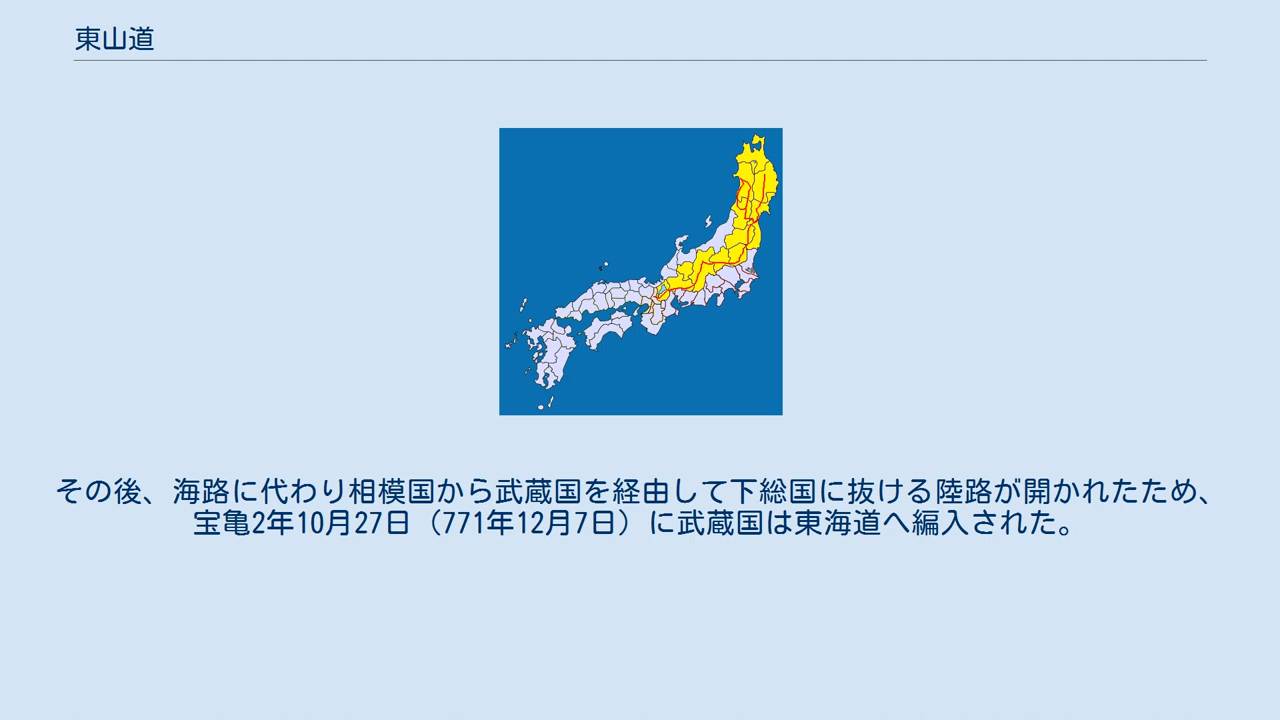 東山道
その後、海路に代わり相模国から武蔵国を経由して下総国に抜ける陸路が開かれたため、
宝亀2年10月27日（771年12月7日）に武蔵国は東海道へ編入された。